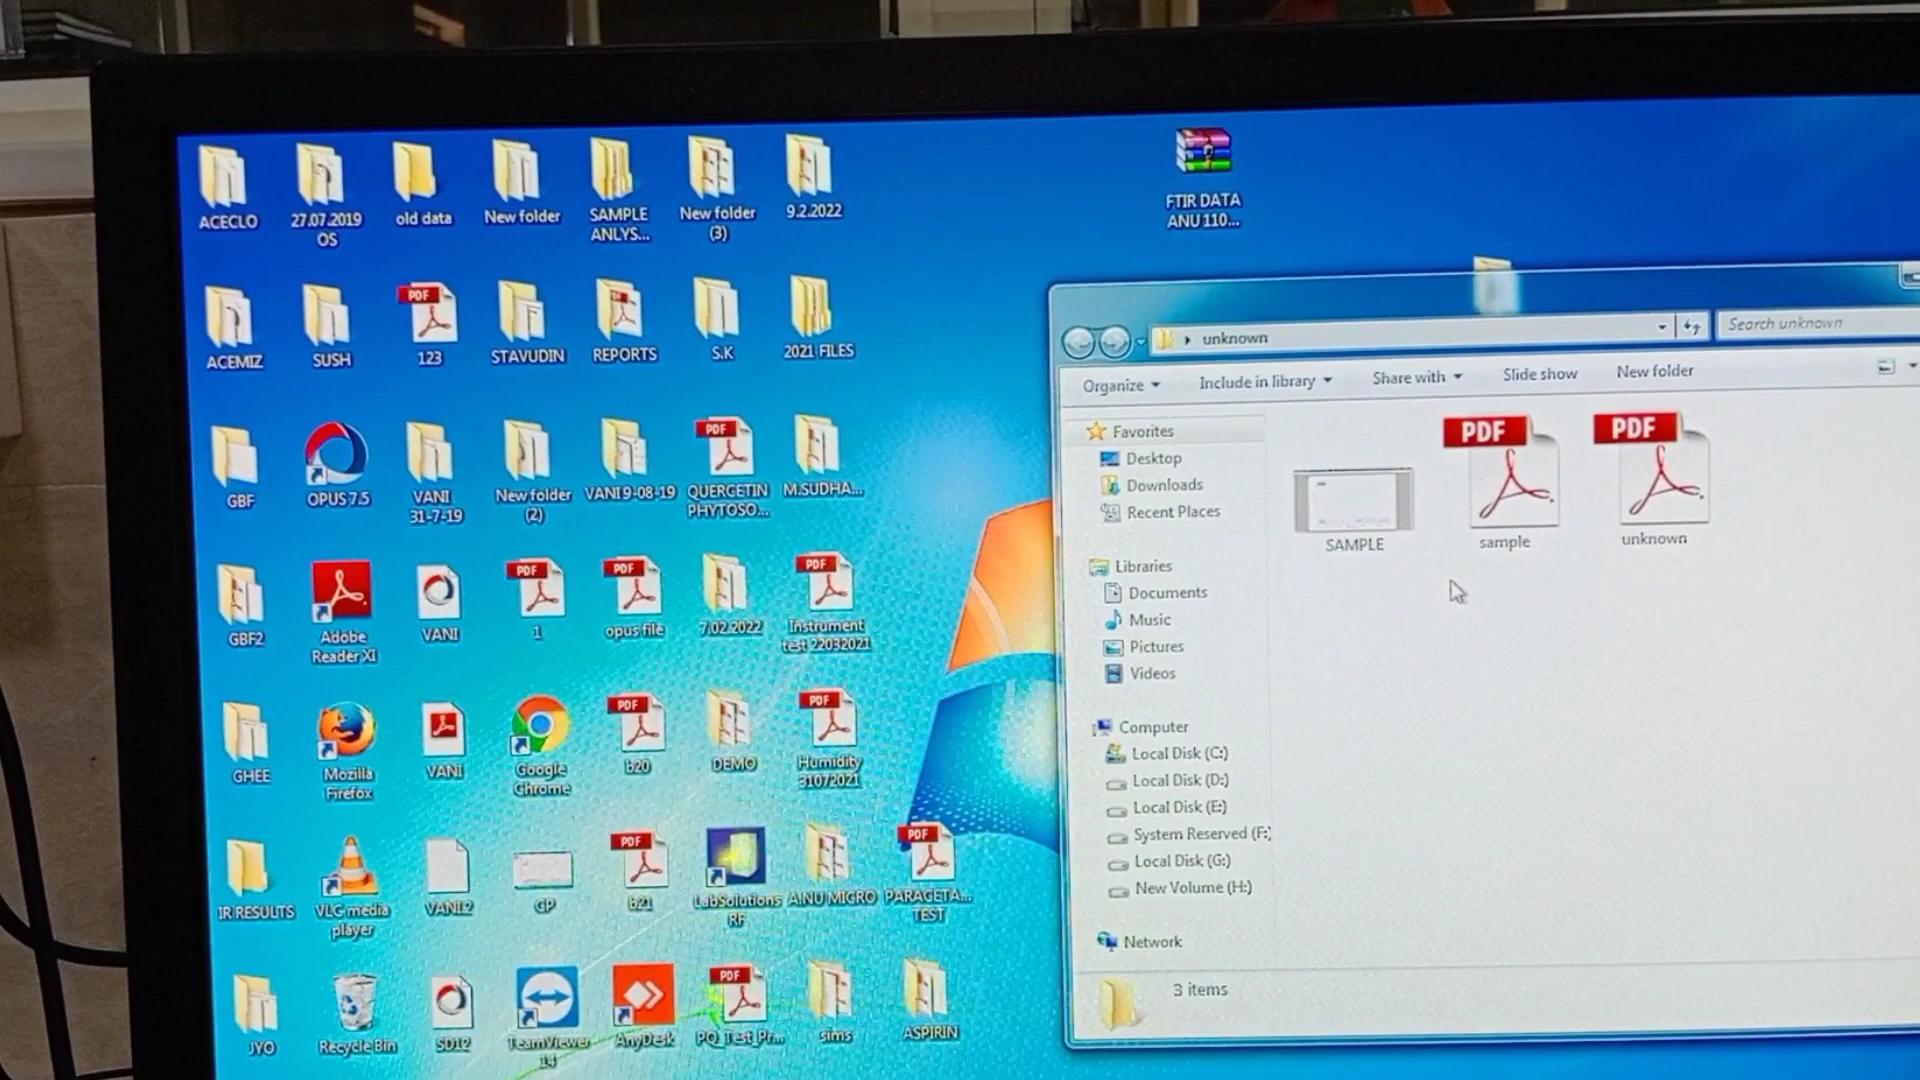 ACECLO
27.07.2019
OS
old data
New folder
SAMPLE
ANLYS...
New folder
(3)
9.2.2022
FTIR DATA
ANU 110...
ACEMIZ
SUSH
PDF
123
STAVUDIN
REPORTS
S.K
2021 FILES
GBF
OPUS 7.5
VANI
31-7-19
New folder
(2)
VANI 9-08-19
PDF
QUERCETIN
PHYTOSO...
M.SUDHA...
GBF2
Adobe
Reader XI
VANI
PDF
1
PDF
opus file
7.02.2022
PDF
Instrument
test 22032021
GHEE
Mozilla
Firefox
VANI
Google
Chrome
PDF
b20
DEMO
PDF
Humidity
31072021
IR RESULTS
VLC media
player
VANI2
CP
PDF
b21
LabSolutions
RF
AINU MICRO
PDF
PARACETA...
TEST
JYO
Recycle Bin
SD12
TeamViewer
14
AnyDesk
PDF
PQ_Test_Pr...
sims
ASPIRIN
unknown
Search unknown
Organize
Include in library
Share with
Slide show
New folder
Favorites
Desktop
Downloads
Recent Places
Libraries
Documents
Music
Pictures
Videos
Computer
Local Disk (C:)
Local Disk (D:)
Local Disk (E:)
System Reserved (F:)
Local Disk (G:)
New Volume (H:)
Network
SAMPLE
PDF
sample
PDF
unknown
3 items